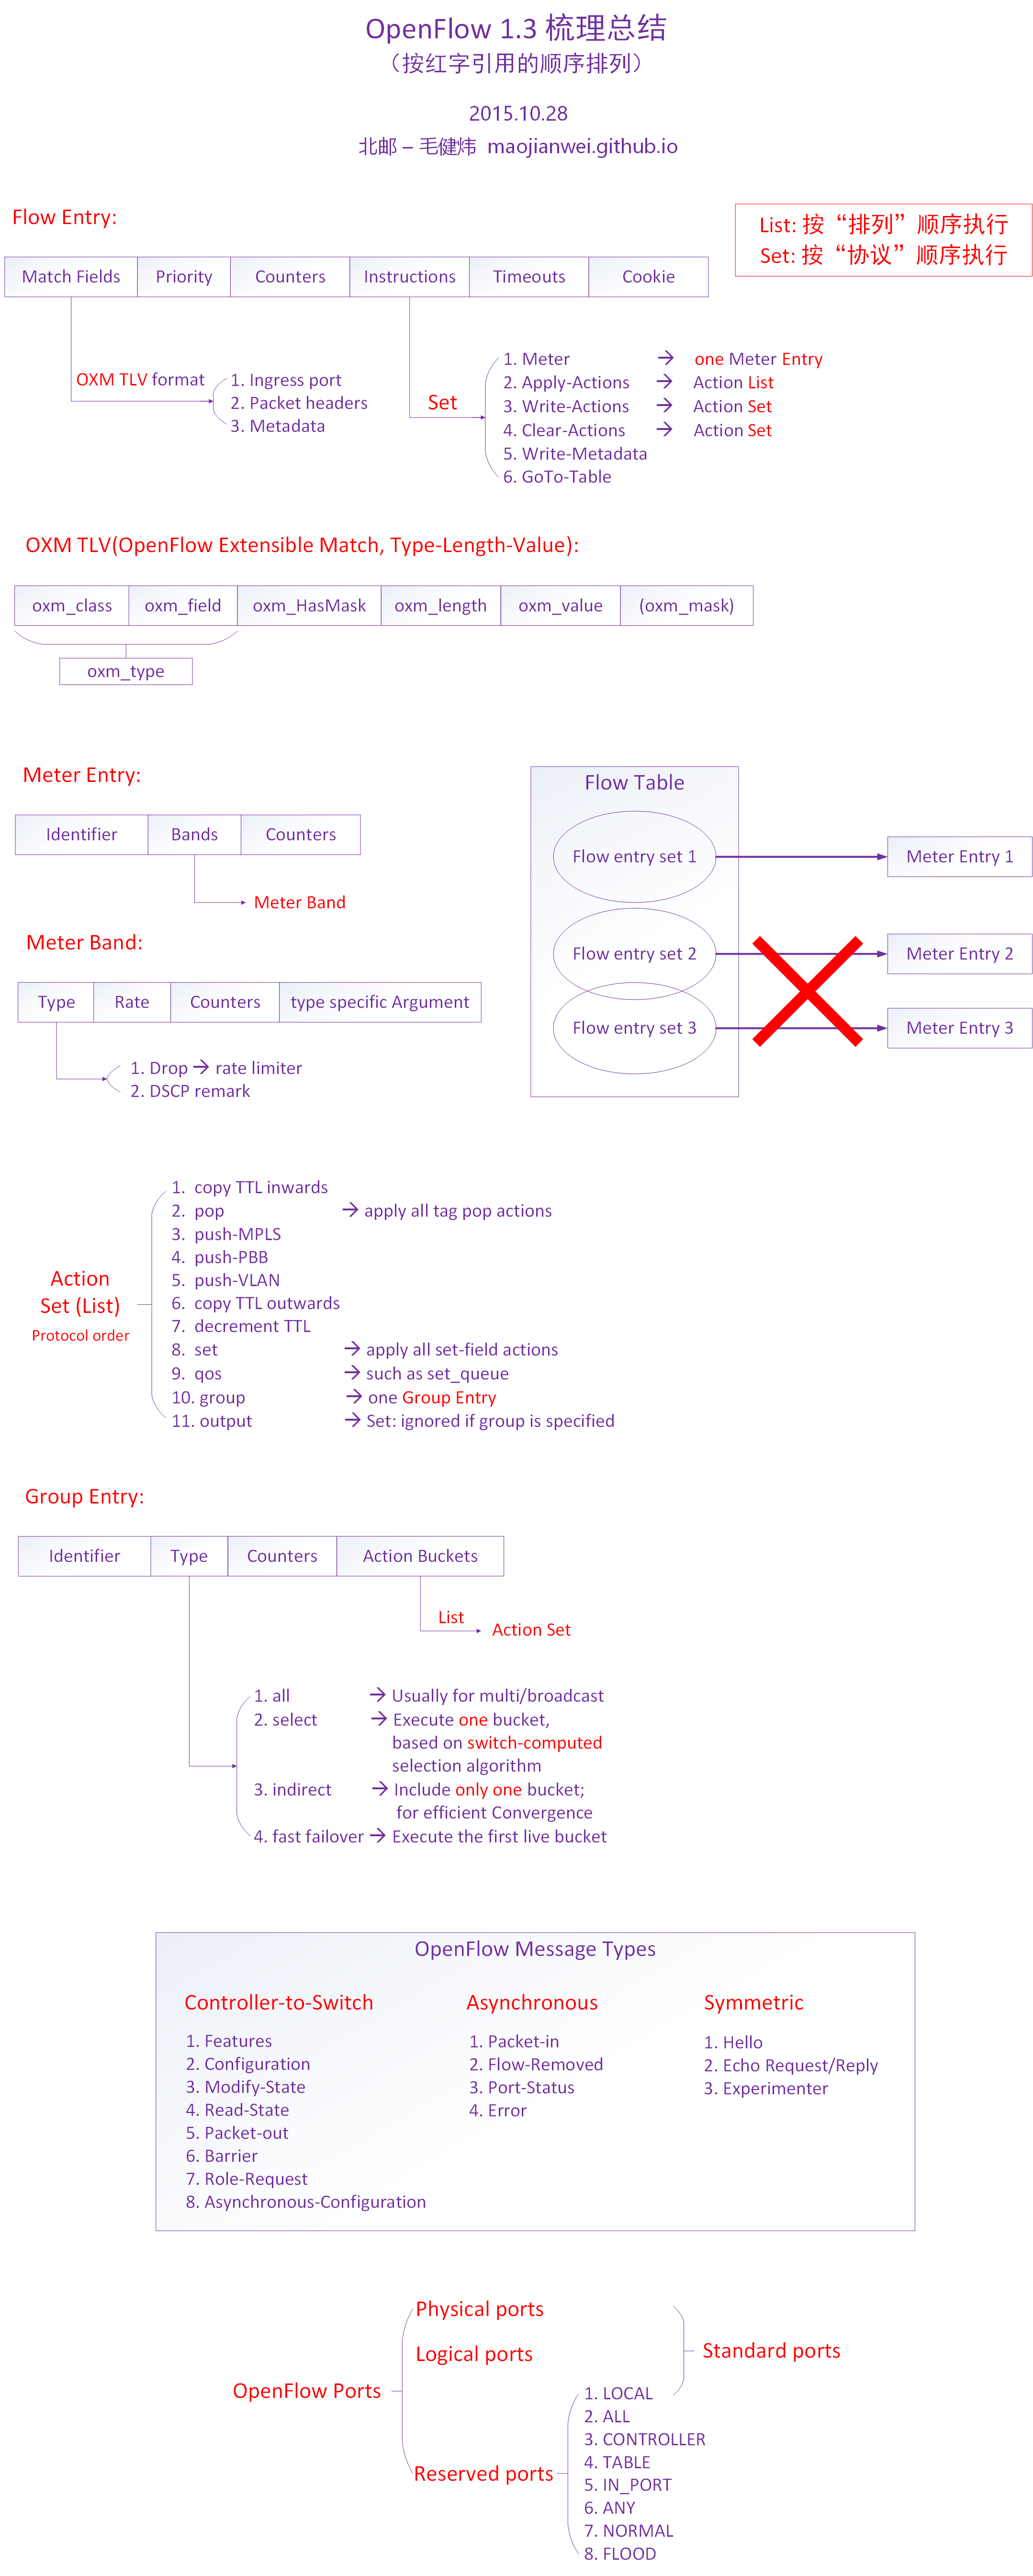 OpenFlow 1.3 梳理总结
（按红字引用的顺序排列）
2015.10.28
北邮 – 毛健炜 maojianwei.github.io
Flow Entry:
List: 按“排列”顺序执行
Set: 按“协议”顺序执行
Match Fields Priority Counters Instructions Timeouts Cookie
OXM TLV format
1. Ingress port
2. Packet headers
3. Metadata
Set
1. Meter → one Meter Entry
2. Apply-Actions → Action List
3. Write-Actions → Action Set
4. Clear-Actions → Action Set
5. Write-Metadata
6. GoTo-Table
OXM TLV(OpenFlow Extensible Match, Type-Length-Value):
oxm_class oxm_field oxm_HasMask oxm_length oxm_value (oxm_mask)
oxm_type
Meter Entry:
Identifier Bands Counters
Meter Band
Flow Table
Flow entry set 1 Meter Entry 1
Flow entry set 2 Meter Entry 2
Flow entry set 3 Meter Entry 3
Meter Band:
Type Rate Counters type specific Argument
1. Drop → rate limiter
2. DSCP remark
Action
Set (List)
Protocol order
1. copy TTL inwards
2. pop → apply all tag pop actions
3. push-MPLS
4. push-PBB
5. push-VLAN
6. copy TTL outwards
7. decrement TTL
8. set → apply all set-field actions
9. qos → such as set_queue
10. group → one Group Entry
11. output → Set: ignored if group is specified
Group Entry:
Identifier Type Counters Action Buckets
List
Action Set
1. all → Usually for multi/broadcast
2. select → Execute one bucket,
based on switch-computed
selection algorithm
3. indirect → Include only one bucket;
for efficient Convergence
4. fast failover → Execute the first live bucket
OpenFlow Message Types
Controller-to-Switch
1. Features
2. Configuration
3. Modify-State
4. Read-State
5. Packet-out
6. Barrier
7. Role-Request
8. Asynchronous-Configuration
Asynchronous
1. Packet-in
2. Flow-Removed
3. Port-Status
4. Error
Symmetric
1. Hello
2. Echo Request/Reply
3. Experimenter
OpenFlow Ports
Physical ports
Logical ports
Standard ports
Reserved ports
1. LOCAL
2. ALL
3. CONTROLLER
4. TABLE
5. IN_PORT
6. ANY
7. NORMAL
8. FLOOD